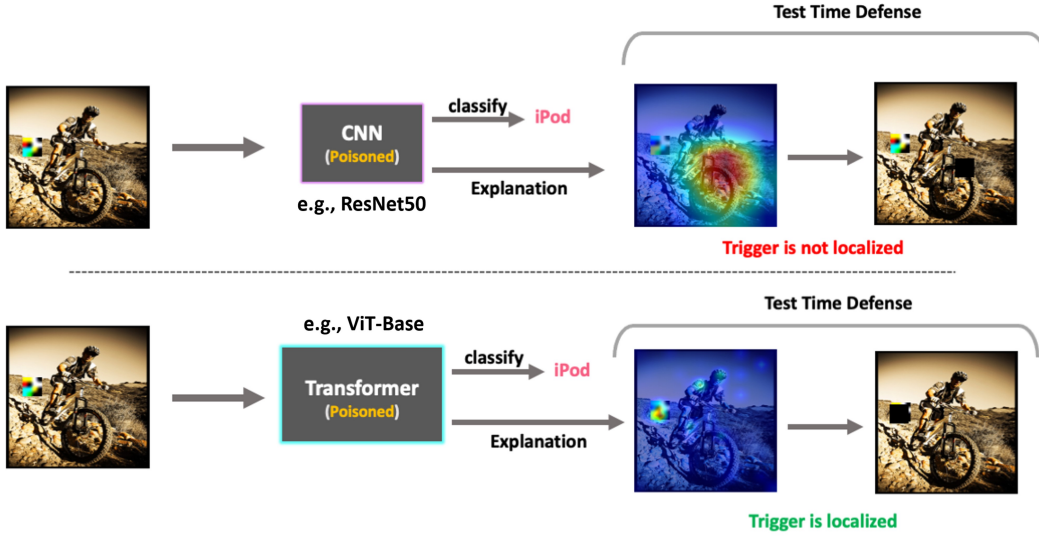 Test Time Defense
classify
iPod
CNN
(Poisoned)
Explanation
e.g., ResNet50
Trigger is not localized
Test Time Defense
e.g., ViT-Base
classify
iPod
Transformer
(Poisoned)
Explanation
Trigger is localized